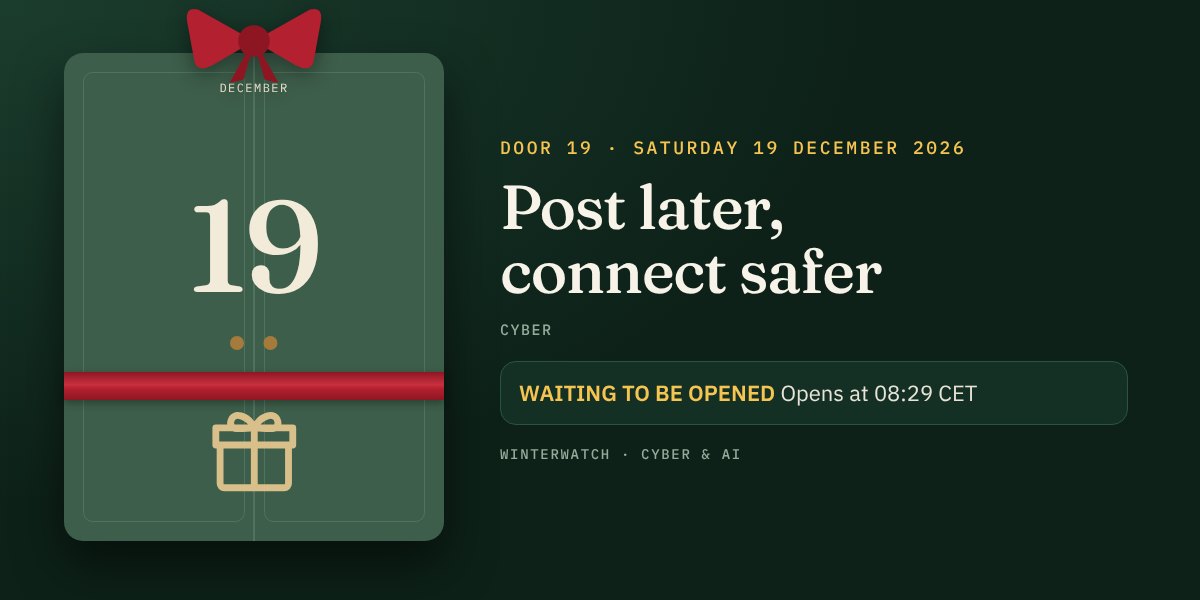 DECEMBER
19
DOOR 19 · SATURDAY 19 DECEMBER 2026
Post later,
connect safer
CYBER
WAITING TO BE OPENED Opens at 08:29 CET
WINTERWATCH · CYBER & AI